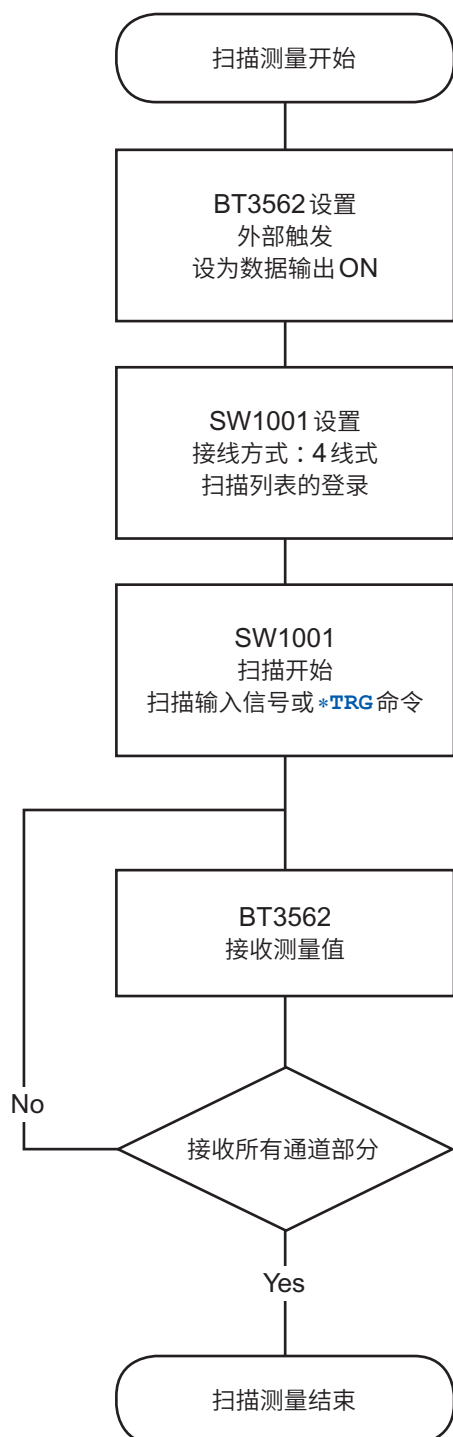 扫描测量开始
BT3562设置
外部触发
设为数据输出ON
SW1001设置
接线方式：4线式
扫描列表的登录
SW1001
扫描开始
扫描输入信号或*TRG命令
BT3562
接收测量值
No
接收所有通道部分
Yes
扫描测量结束